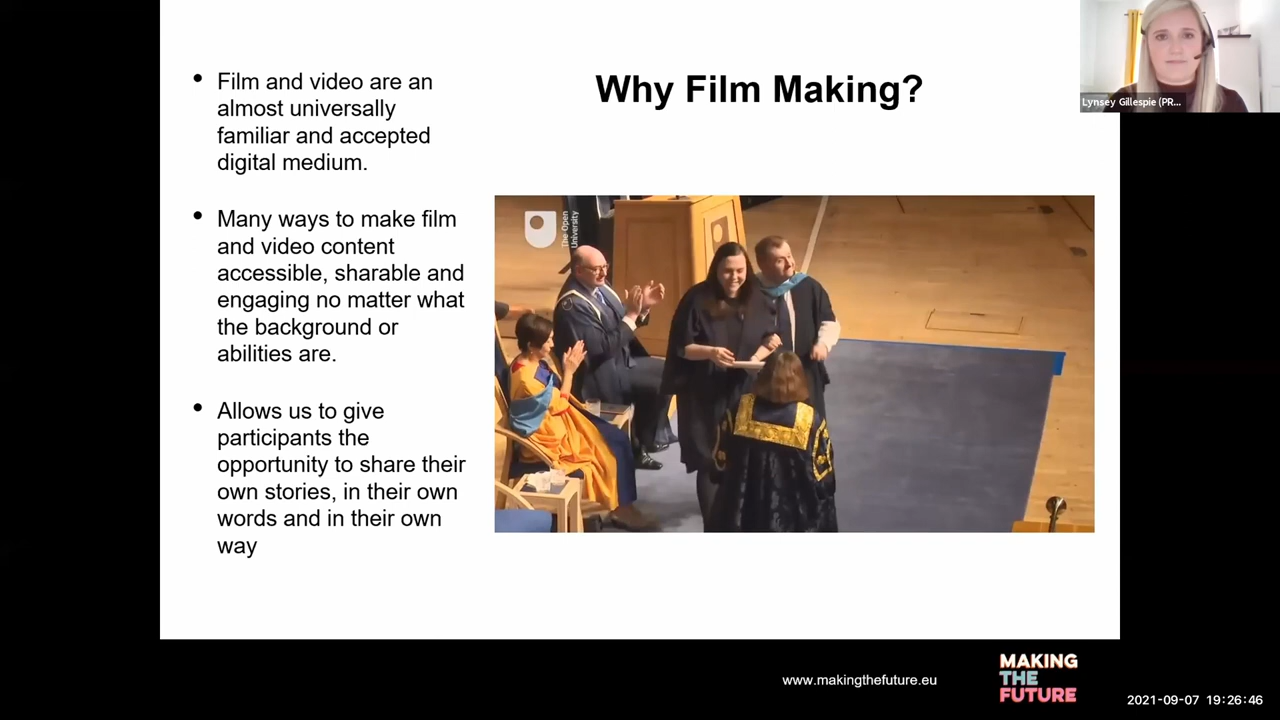 Why Film Making?
• Film and video are an
almost universally
familiar and accepted
digital medium.
• Many ways to make film
and video content
accessible, sharable and
engaging no matter what
the background or
abilities are.
• Allows us to give
participants the
opportunity to share their
own stories, in their own
words and in their own
way
The Open
University
Lynsey Gillespie (PR...
www.makingthefuture.eu
MAKING
THE
FUTURE
2021-09-07 19:26:46